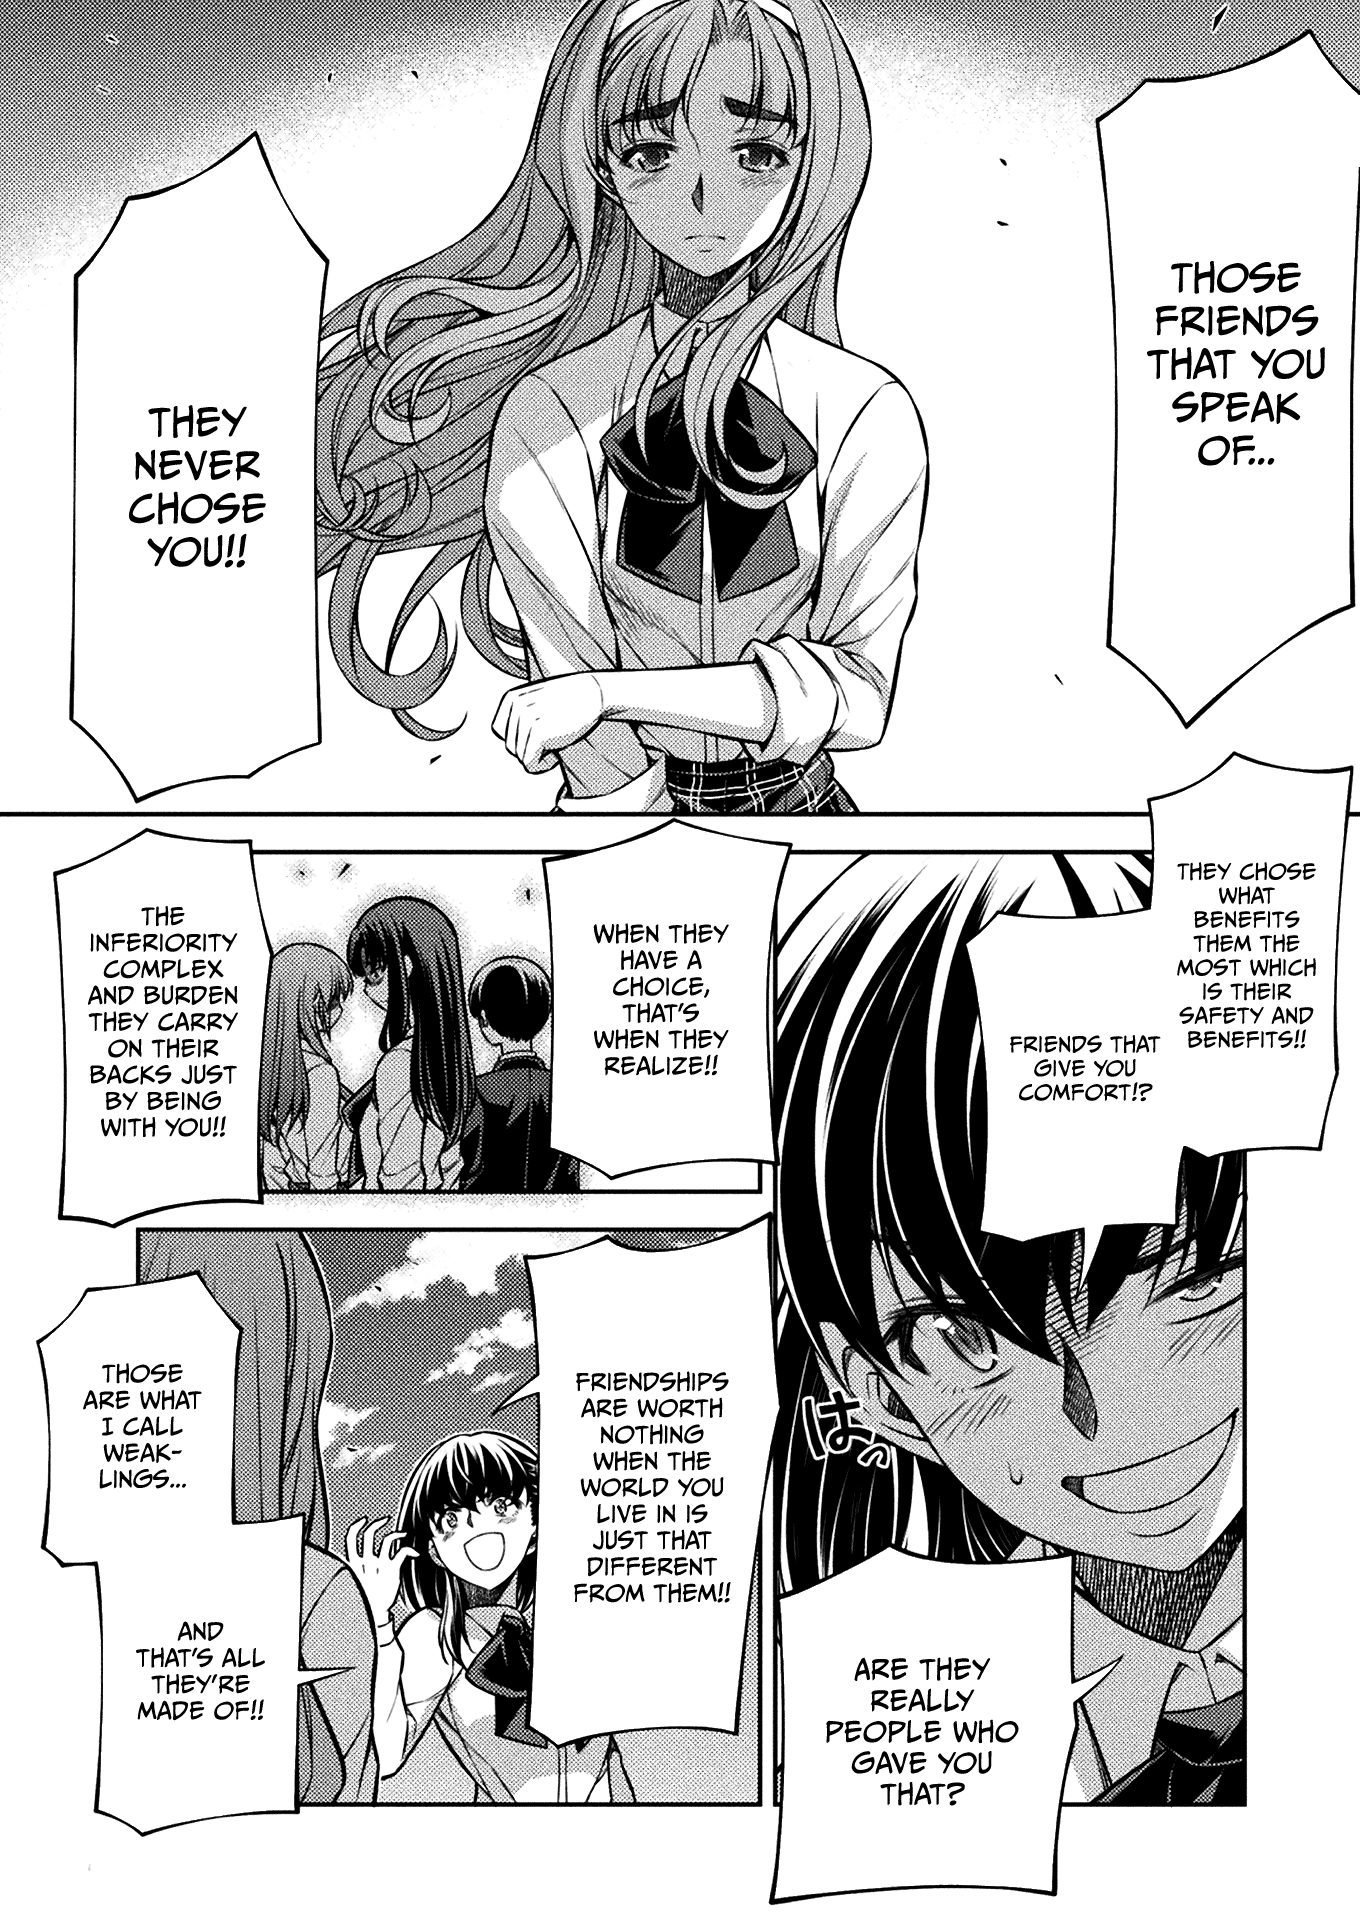 THOSE
FRIENDS
THAT YOU
SPEAK
OF...
THEY
NEVER
CHOSE
YOU!!
THEY CHOSE
WHAT
BENEFITS
THEM THE
MOST WHICH
IS THEIR
SAFETY AND
BENEFITS!!
FRIENDS THAT
GIVE YOU
COMFORT!?
はっ
ARE THEY
REALLY
PEOPLE WHO
GAVE YOU
THAT?
WHEN THEY
HAVE A
CHOICE,
THAT'S
WHEN THEY
REALIZE!!
THE
INFERIORITY
COMPLEX
AND BURDEN
THEY CARRY
ON THEIR
BACKS JUST
BY BEING
WITH YOU!!
FRIENDSHIPS
ARE WORTH
NOTHING
WHEN THE
WORLD YOU
LIVE IN IS
JUST THAT
DIFFERENT
FROM THEM!!
THOSE
ARE WHAT
I CALL
WEAK-
LINGS...
AND
THAT'S ALL
THEY'RE
MADE OF!!